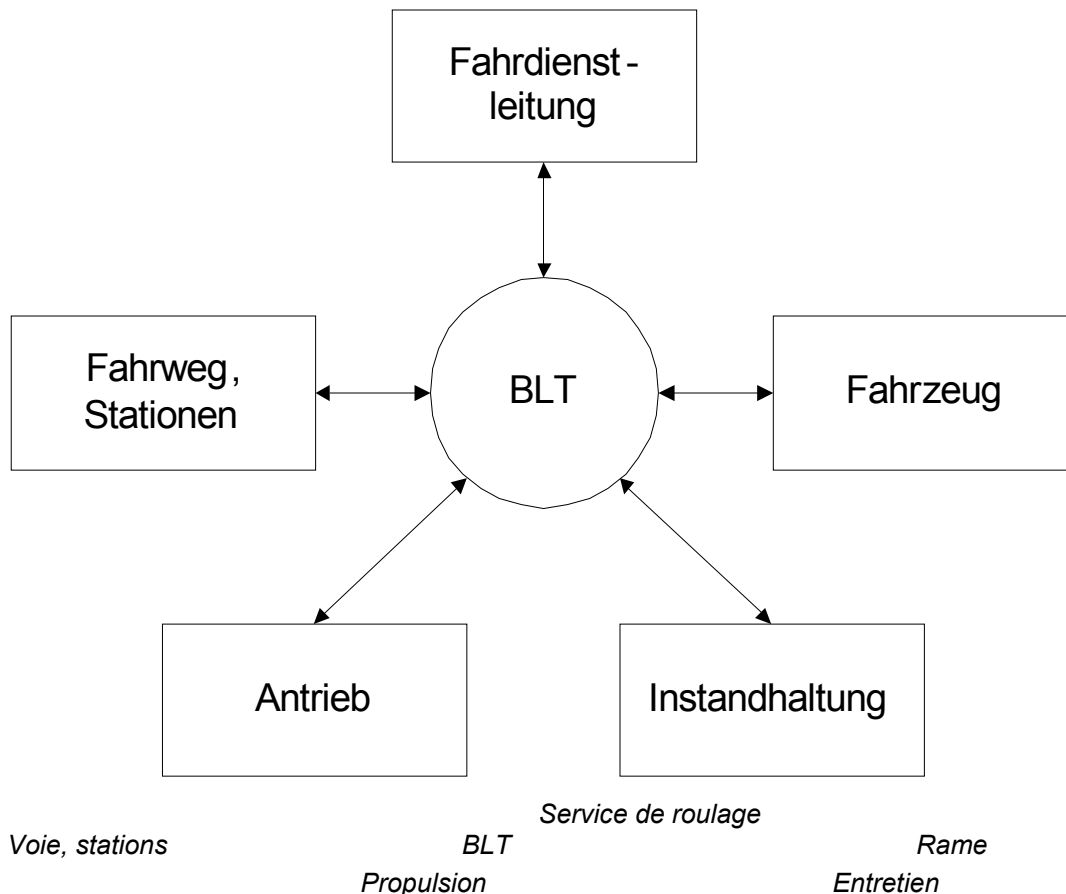 Fahrdienst-
leitung
Fahrweg,
Stationen
BLT
Fahrzeug
Antrieb
Instandhaltung
Service de roulage
Voie, stations BLT Rame
Propulsion Entretien